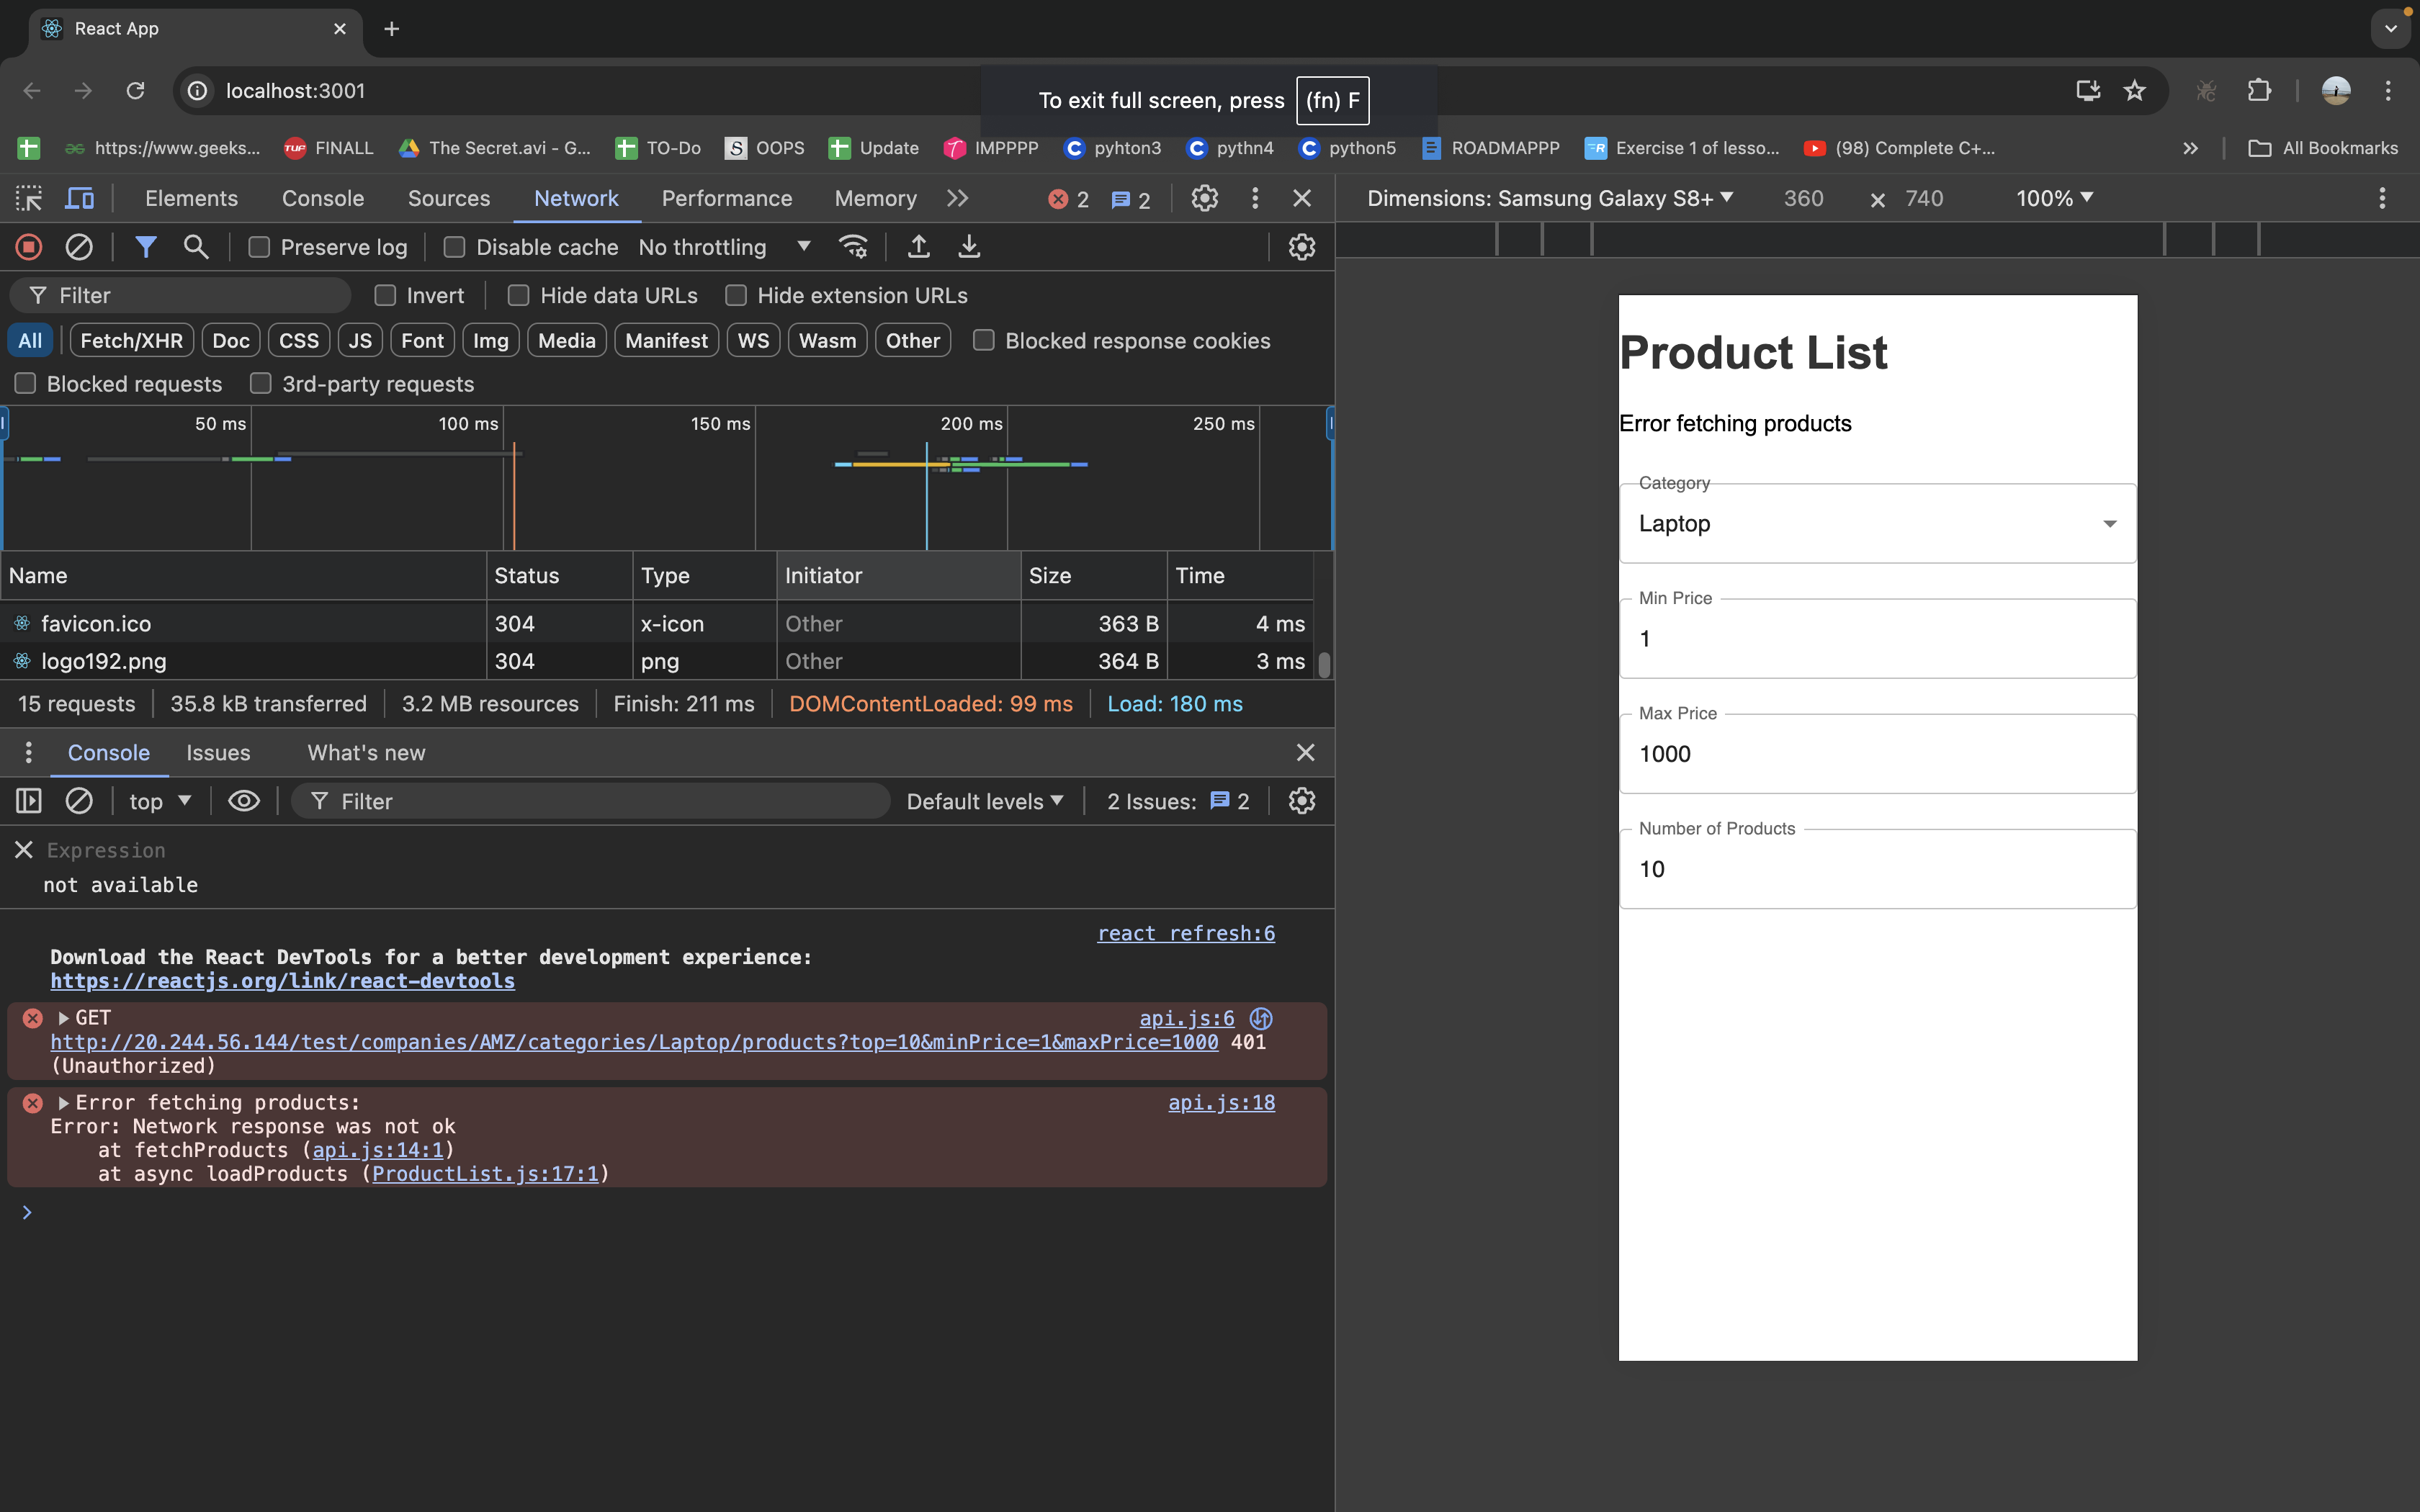 React App
localhost:3001
To exit full screen, press (fn) F
https://www.geeks... FINALL The Secret.avi - G... TO-Do OOPS Update IMPPPP pyhton3 pythn4 python5 ROADMAPPP Exercise 1 of lesso... (98) Complete C+... All Bookmarks
Elements Console Sources Network Performance Memory 2 2
Dimensions: Samsung Galaxy S8+ 360 × 740 100%
Preserve log Disable cache No throttling
Filter Invert Hide data URLs Hide extension URLs
All Fetch/XHR Doc CSS JS Font Img Media Manifest WS Wasm Other Blocked response cookies
Blocked requests 3rd-party requests
50 ms 100 ms 150 ms 200 ms 250 ms
Name Status Type Initiator Size Time
favicon.ico 304 x-icon Other 363 B 4 ms
logo192.png 304 png Other 364 B 3 ms
15 requests 35.8 kB transferred 3.2 MB resources Finish: 211 ms DOMContentLoaded: 99 ms Load: 180 ms
Console Issues What's new
top Filter Default levels 2 Issues: 2
Expression
not available
react refresh:6
Download the React DevTools for a better development experience:
https://reactjs.org/link/react-devtools
GET api.js:6
http://20.244.56.144/test/companies/AMZ/categories/Laptop/products?top=10&minPrice=1&maxPrice=1000 401
(Unauthorized)
Error fetching products: api.js:18
Error: Network response was not ok
at fetchProducts (api.js:14:1)
at async loadProducts (ProductList.js:17:1)
Product List
Error fetching products
Category
Laptop
Min Price
1
Max Price
1000
Number of Products
10